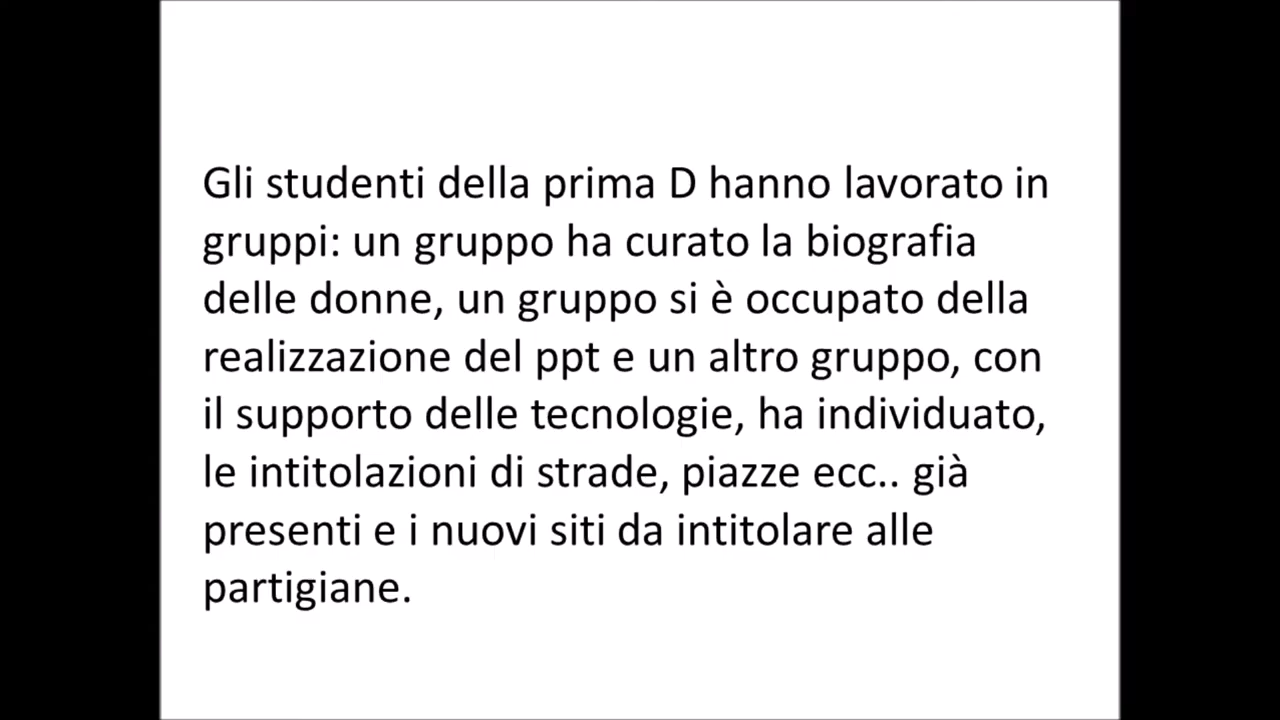 Gli studenti della prima D hanno lavorato in
gruppi: un gruppo ha curato la biografia
delle donne, un gruppo si è occupato della
realizzazione del ppt e un altro gruppo, con
il supporto delle tecnologie, ha individuato,
le intitolazioni di strade, piazze ecc.. già
presenti e i nuovi siti da intitolare alle
partigiane.